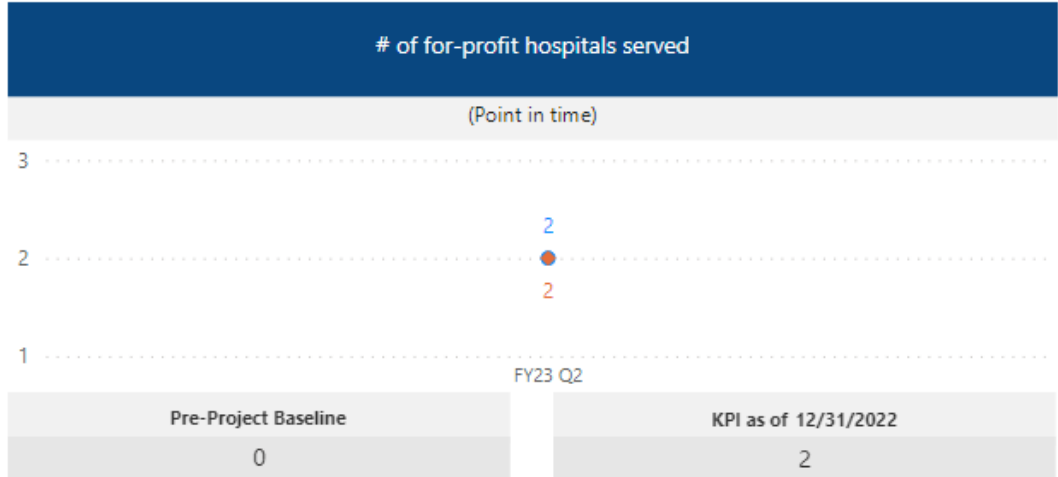 # of for-profit hospitals served
(Point in time)
3
2
2
2
1
FY23 Q2
Pre-Project Baseline
KPI as of 12/31/2022
0
2